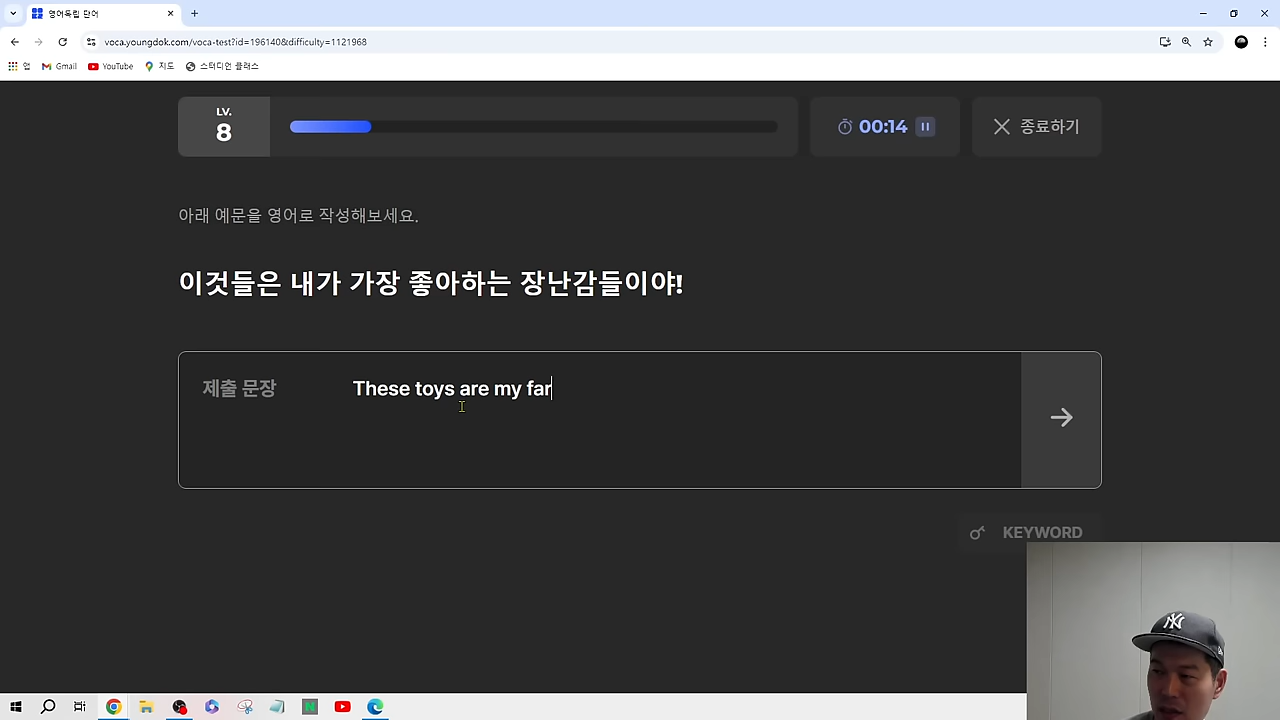 영어독립 단어
voca.youngdok.com/voca-test?id=196140&difficulty=1121968
앱 Gmail YouTube 지도 스터디언 클래스
LV.
8
00:14
종료하기
아래 예문을 영어로 작성해보세요.
이것들은 내가 가장 좋아하는 장난감들이야!
제출 문장 These toys are my far
KEYWORD